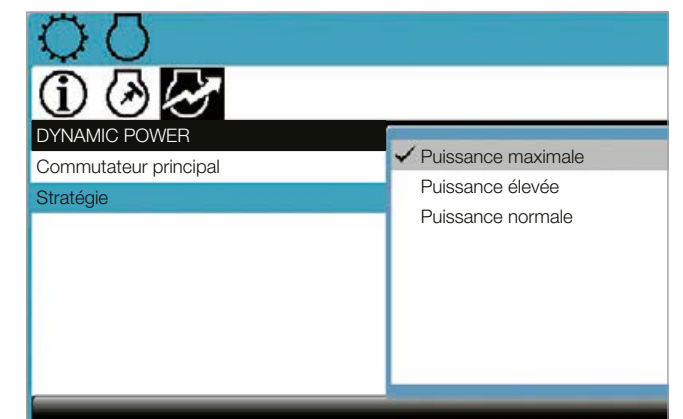 DYNAMIC POWER
Commutateur principal
Stratégie
Puissance maximale
Puissance élevée
Puissance normale